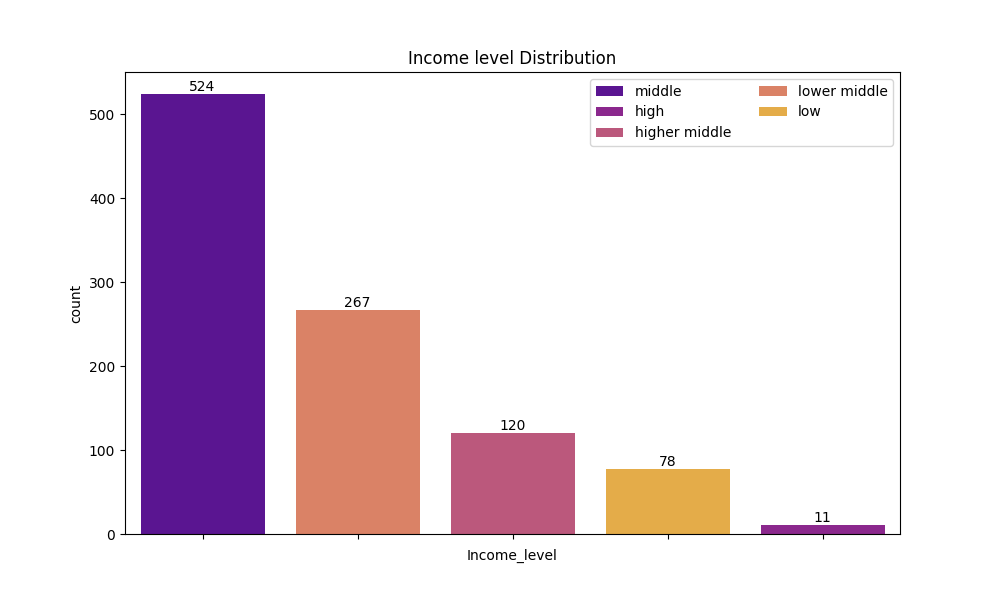 Income level Distribution
524
267
120
78
11
middle
high
higher middle
lower middle
low
500
400
300
200
100
0
count
Income_level